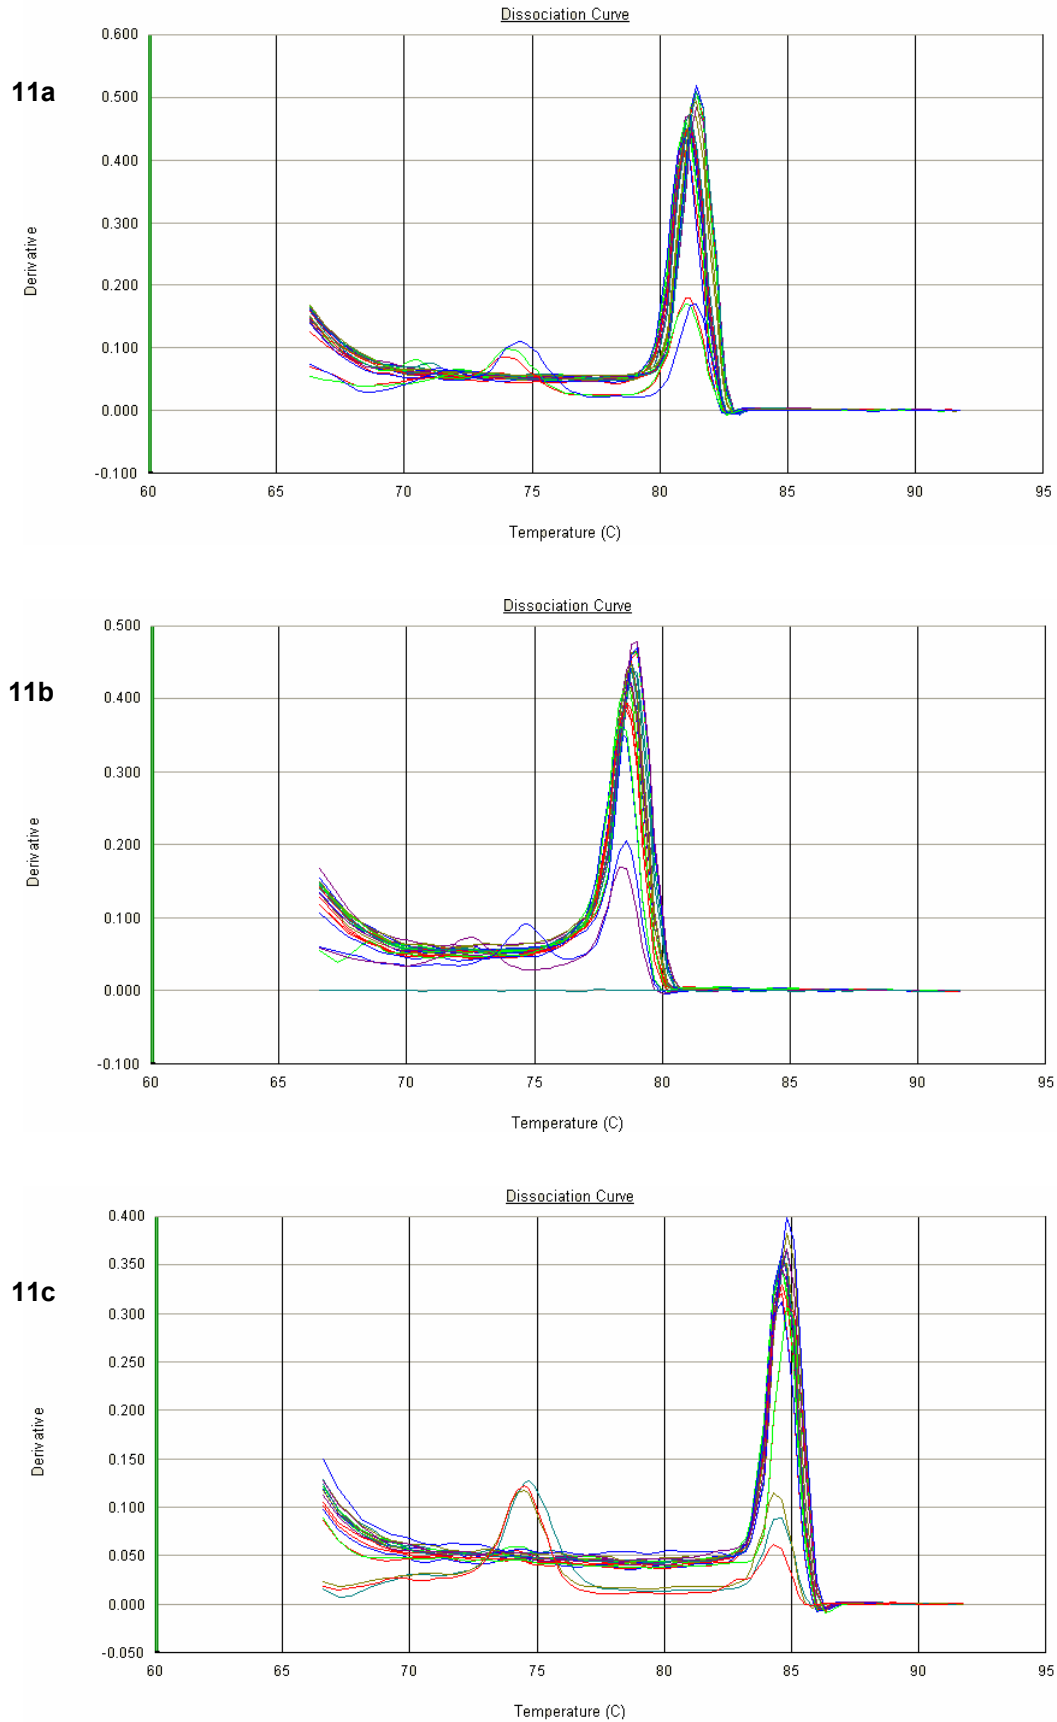 Dissociation Curve
11a
0.600
0.500
0.400
0.300
0.200
0.100
0.000
-0.100
Derivative
60 65 70 75 80 85 90 95
Temperature (C)
Dissociation Curve
11b
0.500
0.400
0.300
0.200
0.100
0.000
-0.100
Derivative
60 65 70 75 80 85 90 95
Temperature (C)
Dissociation Curve
11c
0.400
0.350
0.300
0.250
0.200
0.150
0.100
0.050
0.000
-0.050
Derivative
60 65 70 75 80 85 90 95
Temperature (C)